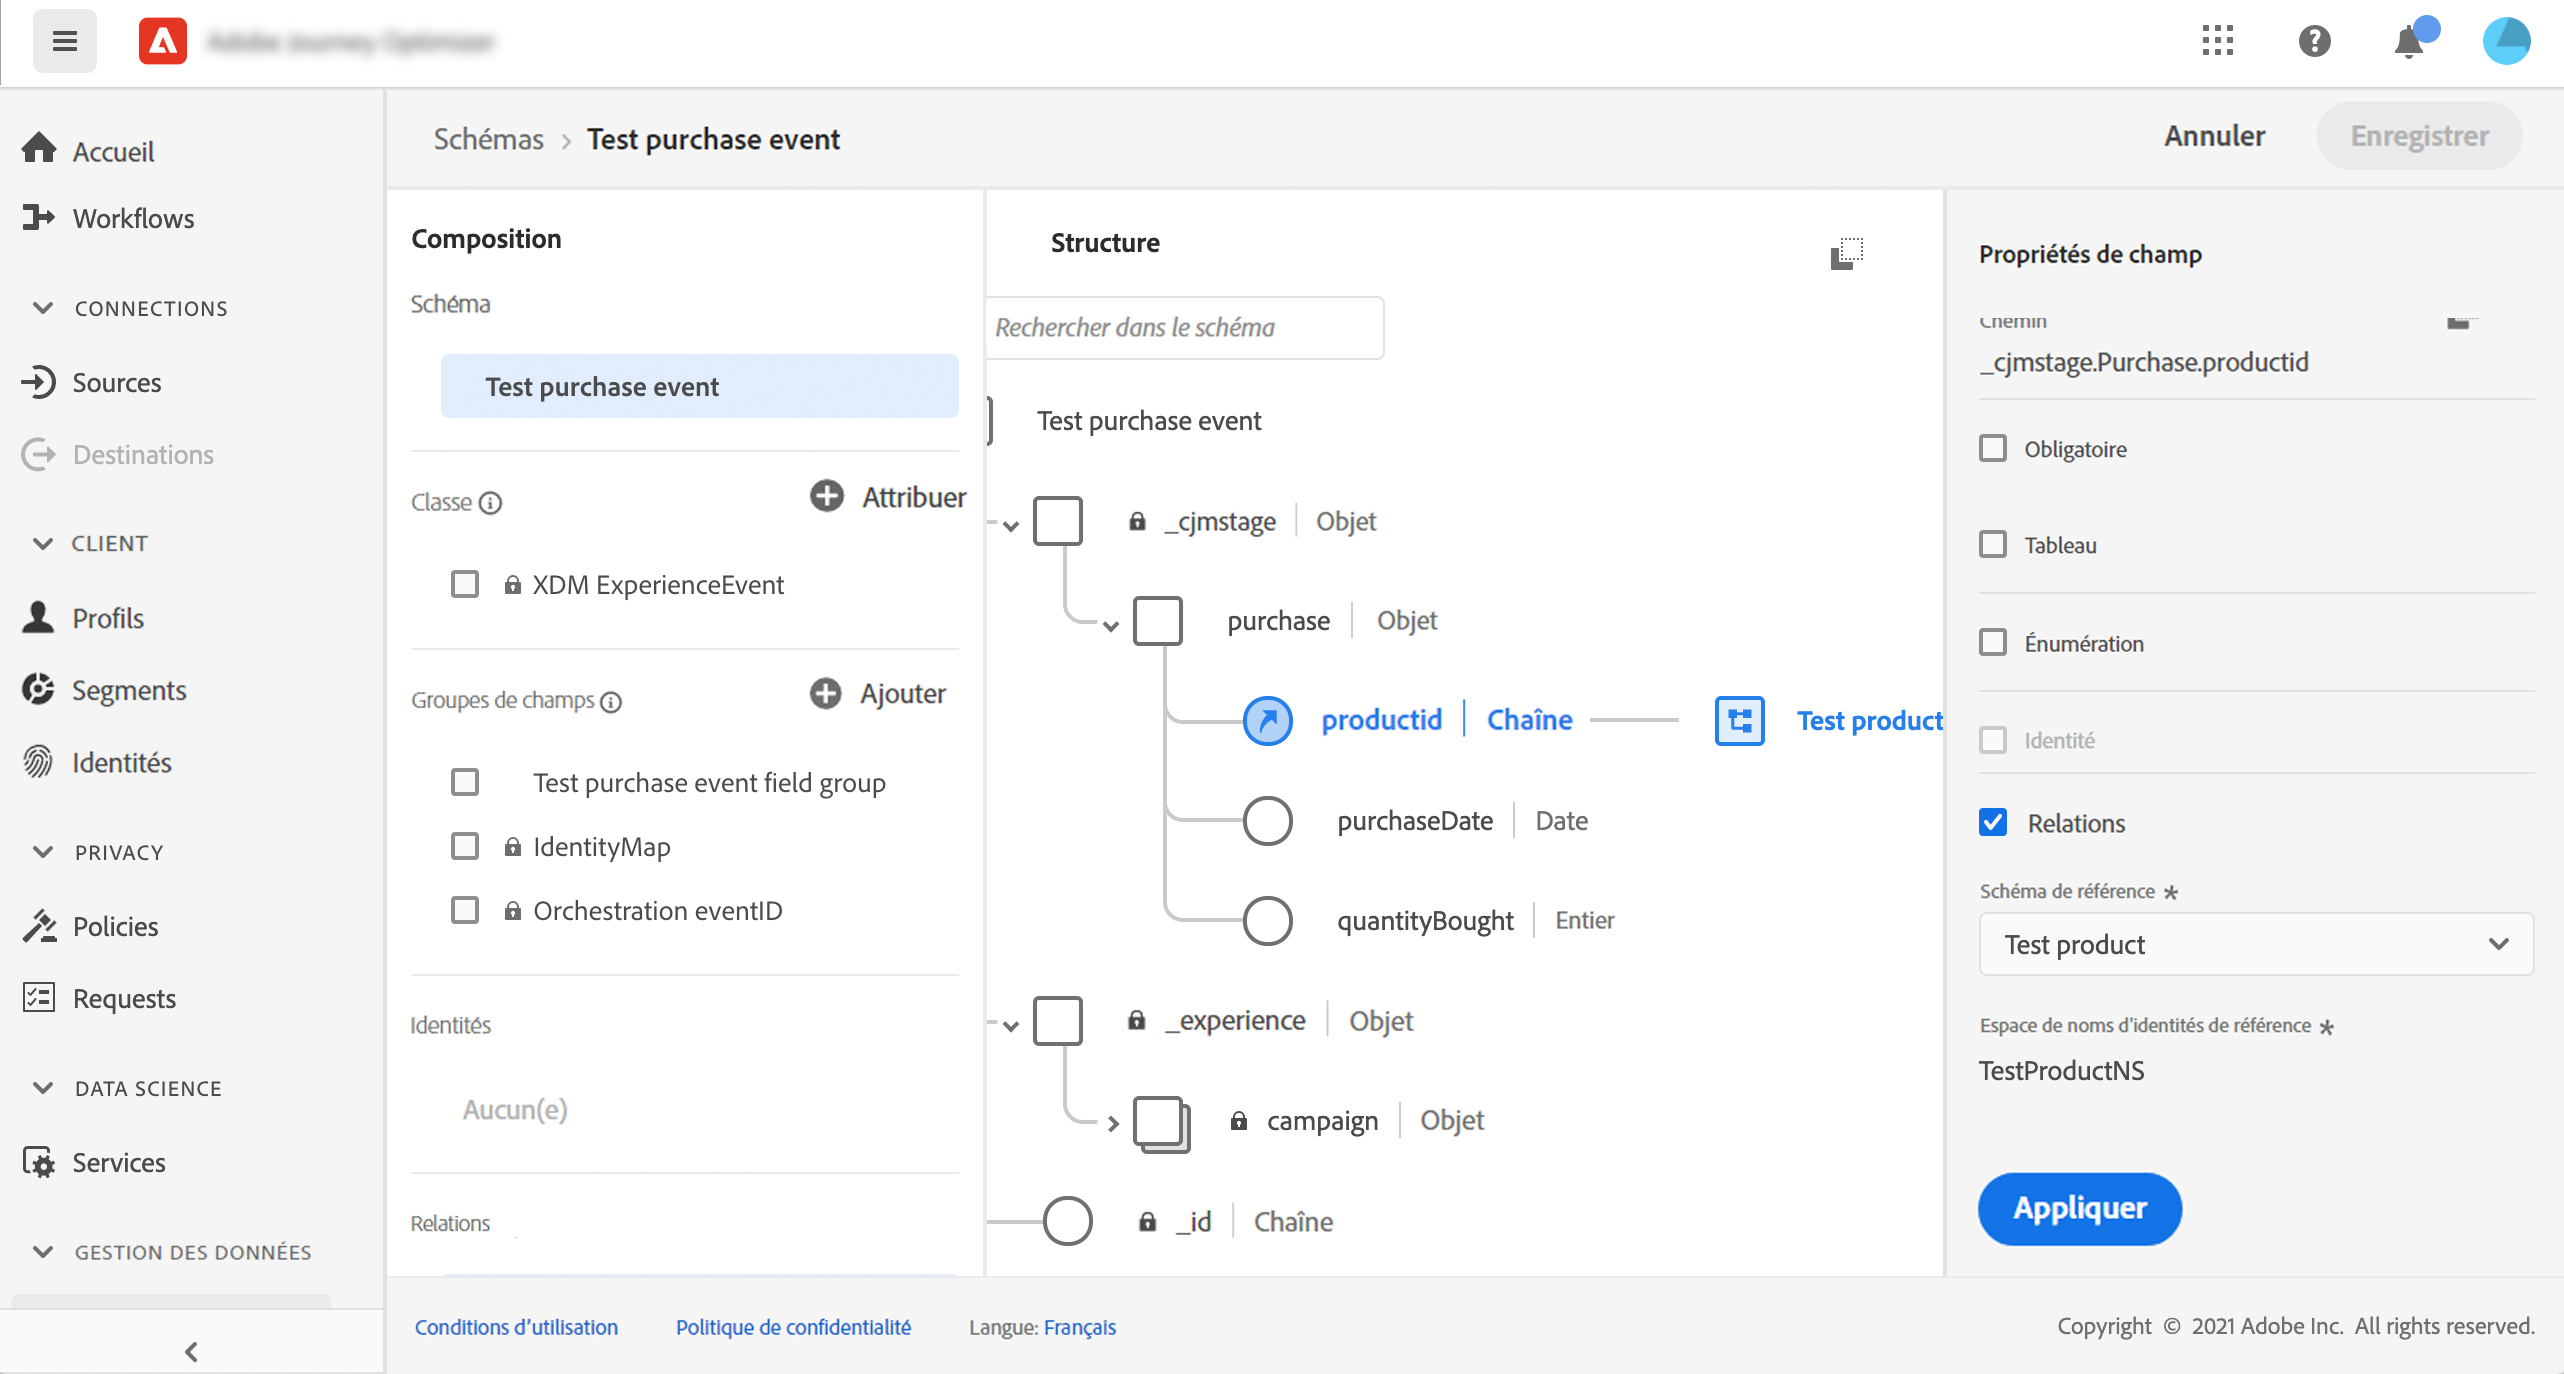 Schémas > Test purchase event
Annuler
Enregistrer
Accueil
Workflows
CONNECTIONS
Sources
Destinations
CLIENT
Profils
Segments
Identités
PRIVACY
Policies
Requests
DATA SCIENCE
Services
GESTION DES DONNÉES
Composition
Schéma
Test purchase event
Classe
Attribuer
XDM ExperienceEvent
Groupes de champs
Ajouter
Test purchase event field group
IdentityMap
Orchestration eventID
Identités
Aucun(e)
Relations
Structure
Rechercher dans le schéma
Test purchase event
_cjmstage | Objet
purchase | Objet
productid | Chaîne
Test product
purchaseDate | Date
quantityBought | Entier
_experience | Objet
campaign | Objet
_id | Chaîne
Propriétés de champ
Chemin
_cjmstage.Purchase.productid
Obligatoire
Tableau
Énumération
Identité
Relations
Schéma de référence *
Test product
Espace de noms d'identités de référence *
TestProductNS
Appliquer
Conditions d'utilisation
Politique de confidentialité
Langue: Français
Copyright © 2021 Adobe Inc. All rights reserved.